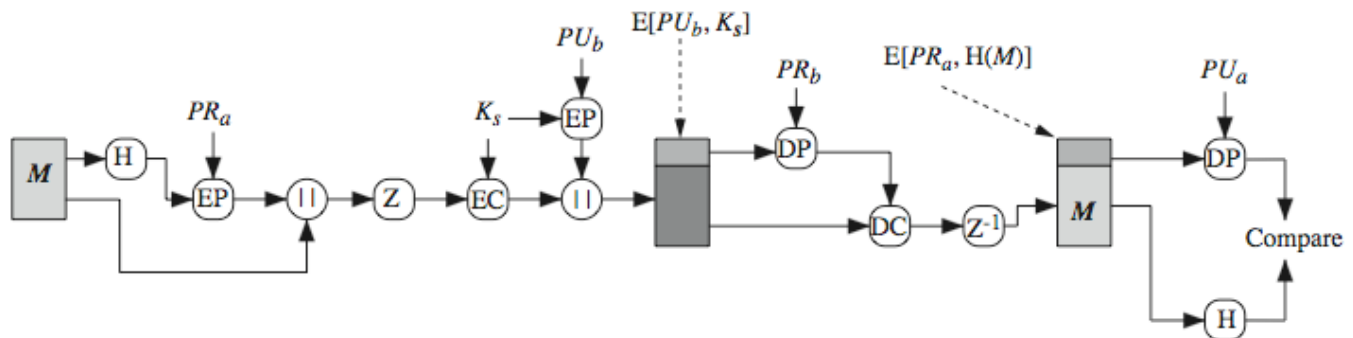 E[PUb, Ks]
PUb
PRb
E[PRa, H(M)]
PUa
PRa
Ks
EP
M
H
EP
||
Z
EC
||
DP
DC
Z-1
M
DP
Compare
H